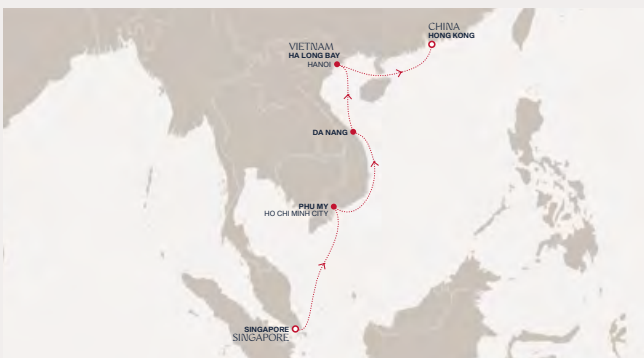 CHINA
HONG KONG
VIETNAM
HA LONG BAY
HANOI
DA NANG
PHU MY
HO CHI MINH CITY
SINGAPORE
SINGAPORE